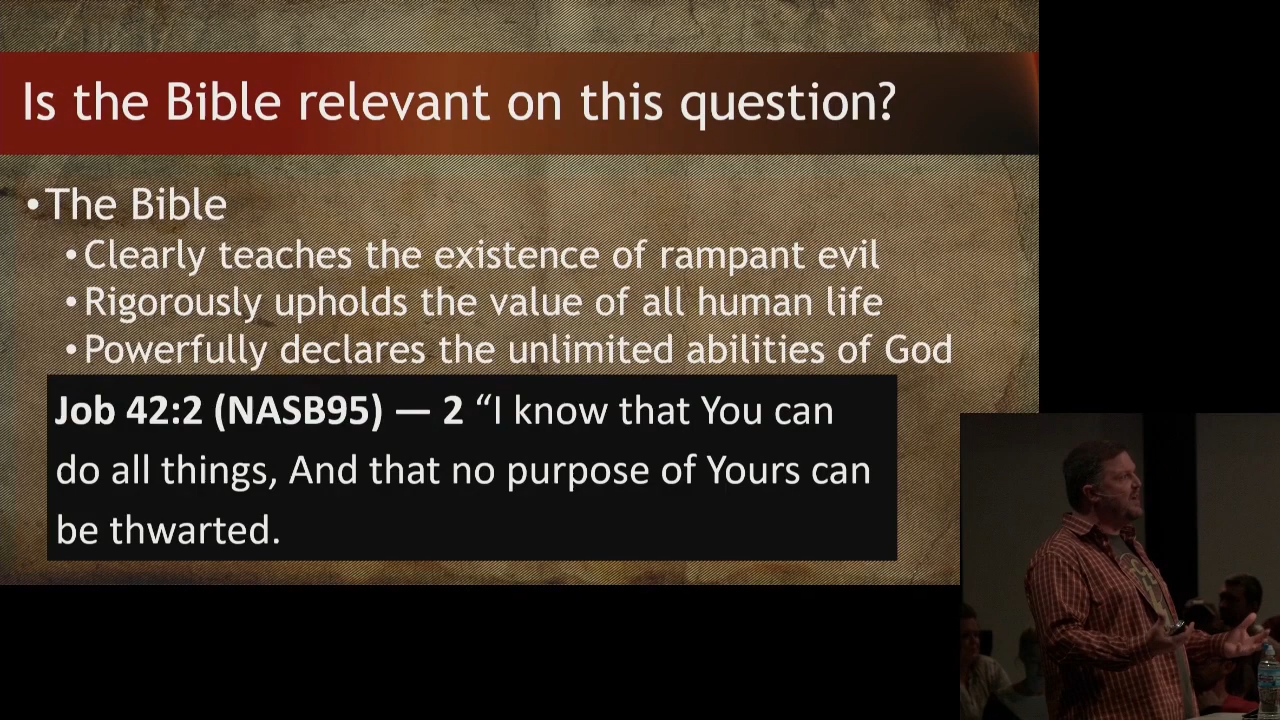 Is the Bible relevant on this question?
•The Bible
•Clearly teaches the existence of rampant evil
•Rigorously upholds the value of all human life
•Powerfully declares the unlimited abilities of God
Job 42:2 (NASB95) — 2 “I know that You can
do all things, And that no purpose of Yours can
be thwarted.